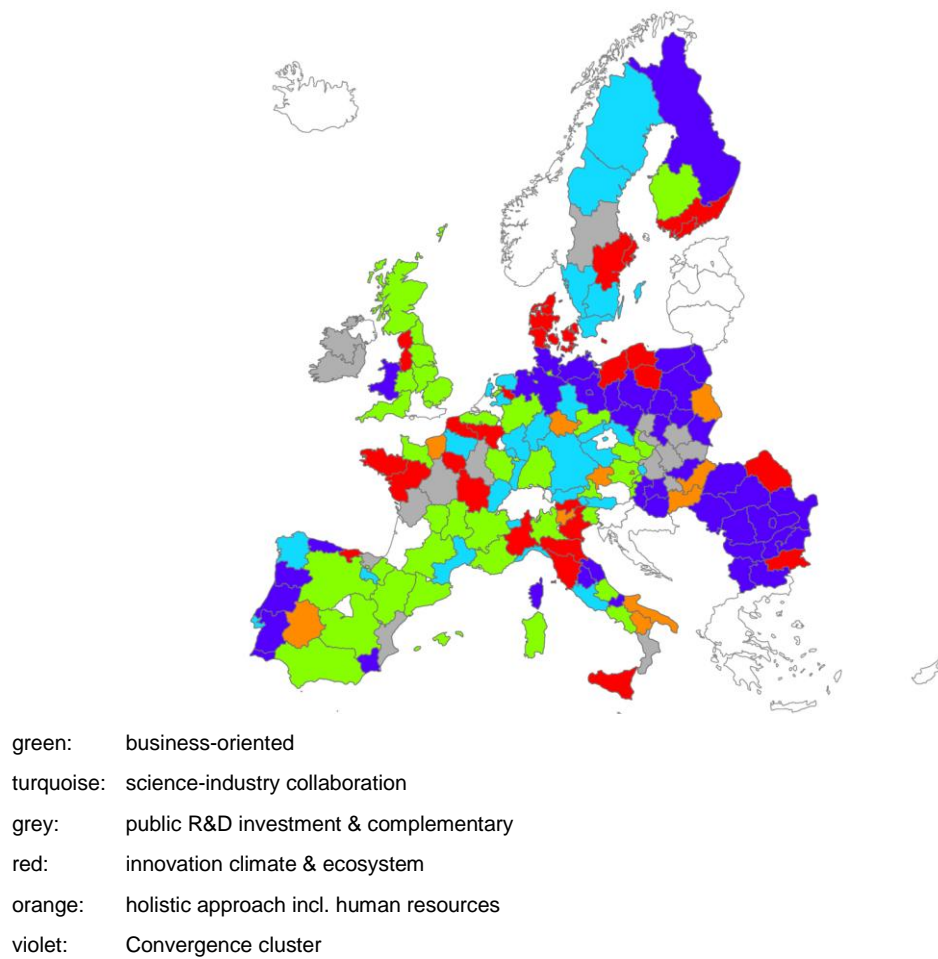 green: business-oriented
turquoise: science-industry collaboration
grey: public R&D investment & complementary
red: innovation climate & ecosystem
orange: holistic approach incl. human resources
violet: Convergence cluster